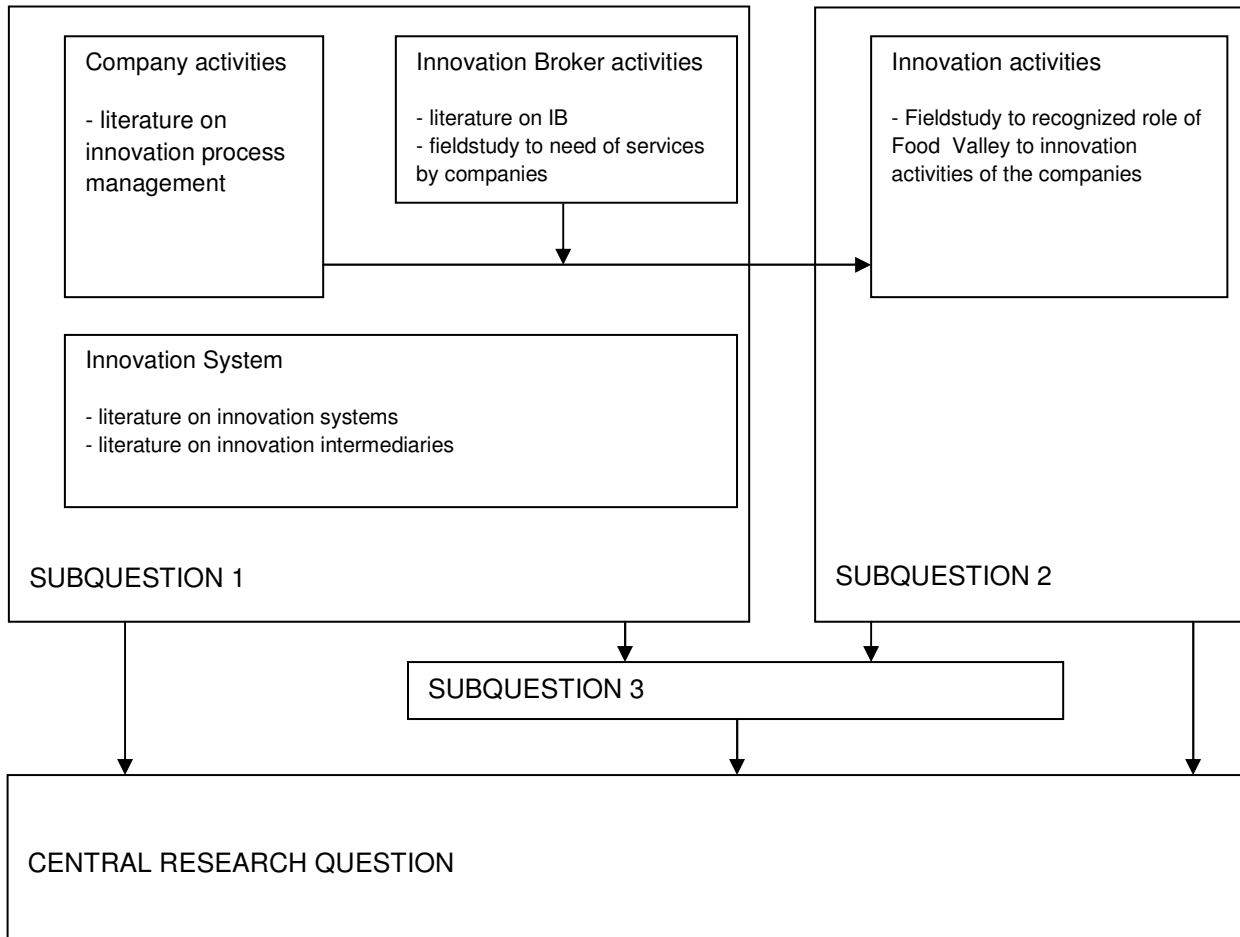 Company activities
- literature on
innovation process
management
Innovation Broker activities
- literature on IB
- fieldstudy to need of services
by companies
Innovation activities
- Fieldstudy to recognized role of
Food Valley to innovation
activities of the companies
Innovation System
- literature on innovation systems
- literature on innovation intermediaries
SUBQUESTION 1
SUBQUESTION 2
SUBQUESTION 3
CENTRAL RESEARCH QUESTION